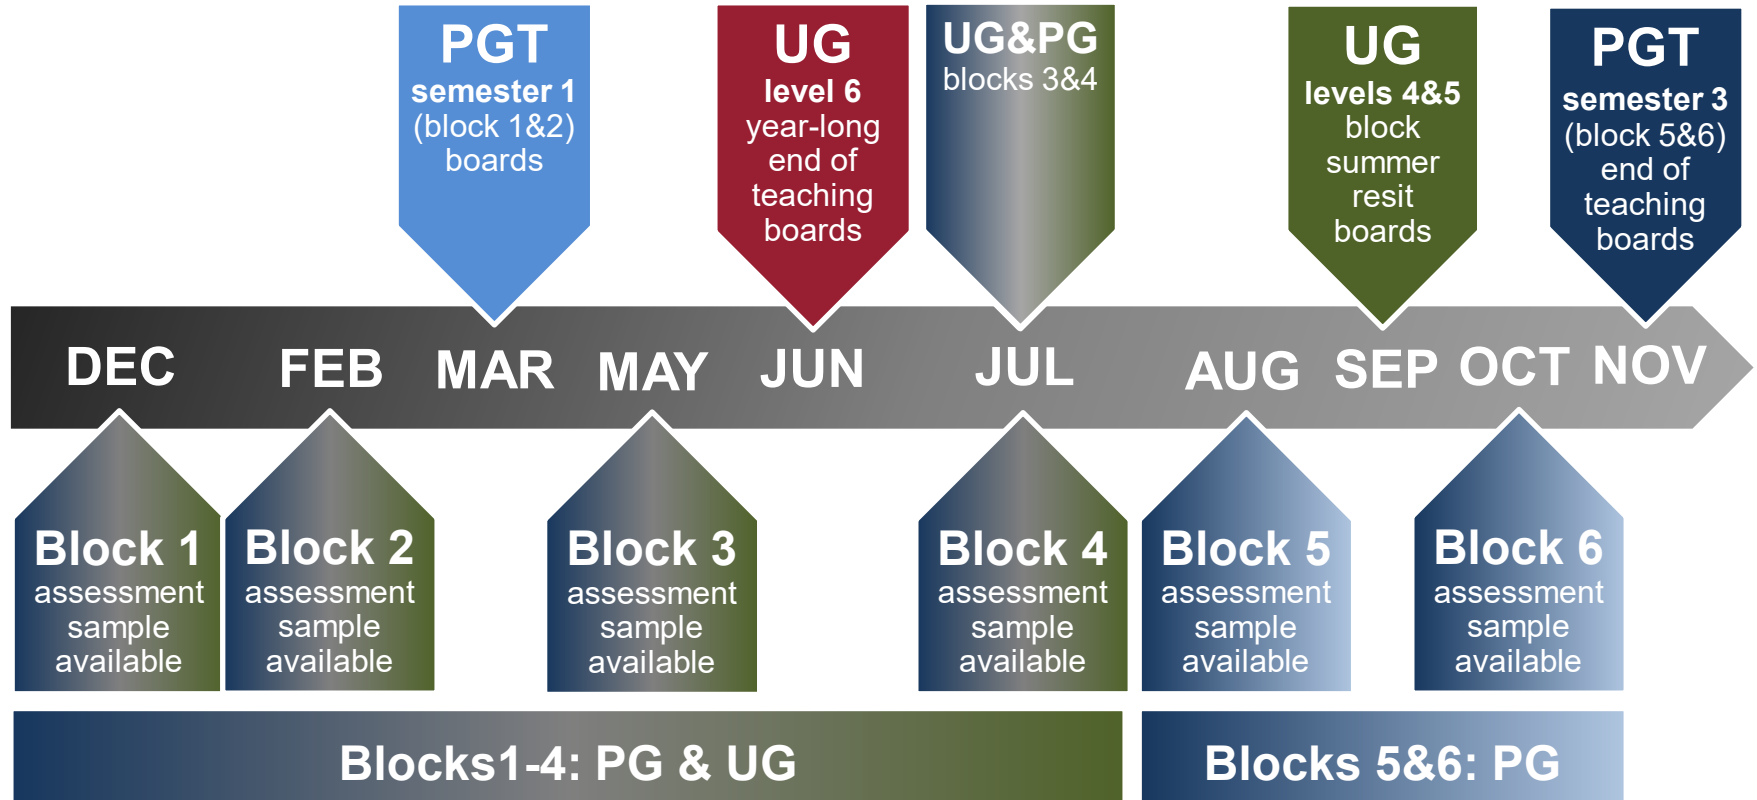 PGT
semester 1
(block 1&2)
boards
UG
level 6
year-long
end of
teaching
boards
UG&PG
blocks 3&4
UG
levels 4&5
block
summer
resit
boards
PGT
semester 3
(block 5&6)
end of
teaching
boards
DEC FEB MAR MAY JUN JUL AUG SEP OCT NOV
Block 1
assessment
sample
available
Block 2
assessment
sample
available
Block 3
assessment
sample
available
Block 4
assessment
sample
available
Block 5
assessment
sample
available
Block 6
assessment
sample
available
Blocks1-4: PG & UG
Blocks 5&6: PG